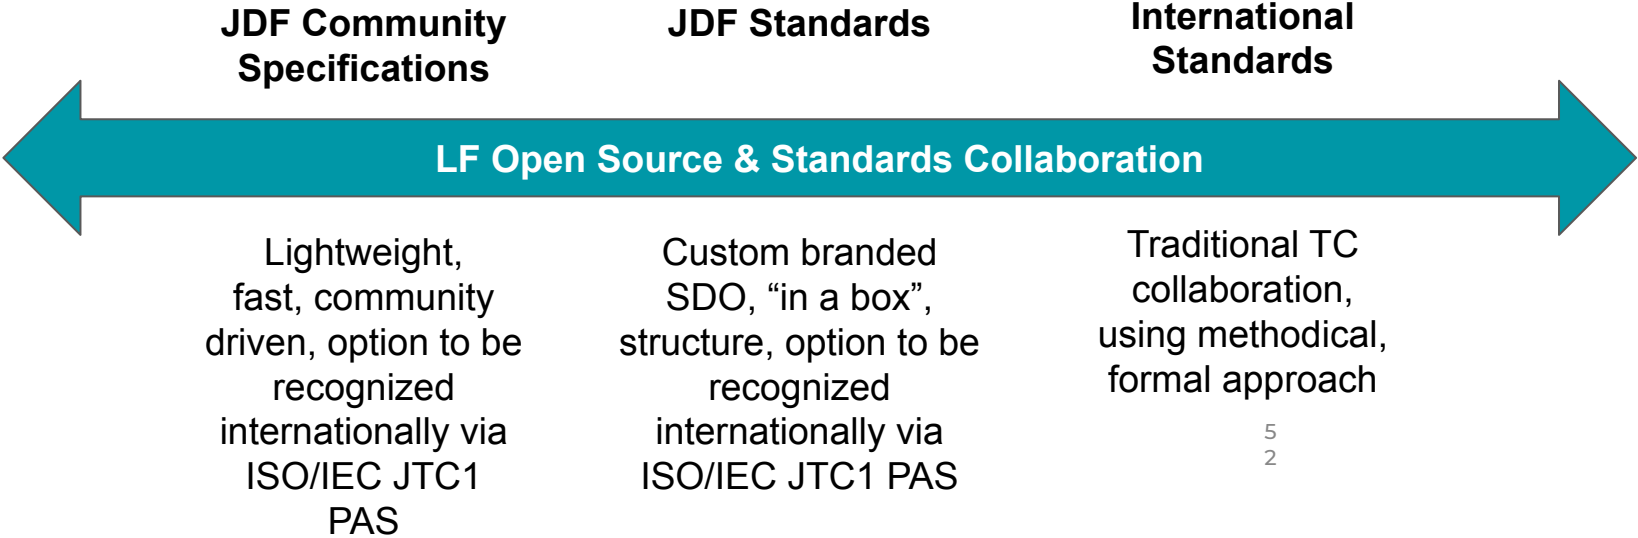 JDF Community
Specifications
JDF Standards
International
Standards
LF Open Source & Standards Collaboration
Lightweight,
fast, community
driven, option to be
recognized
internationally via
ISO/IEC JTC1
PAS
Custom branded
SDO, “in a box”,
structure, option to be
recognized
internationally via
ISO/IEC JTC1 PAS
Traditional TC
collaboration,
using methodical,
formal approach
5
2